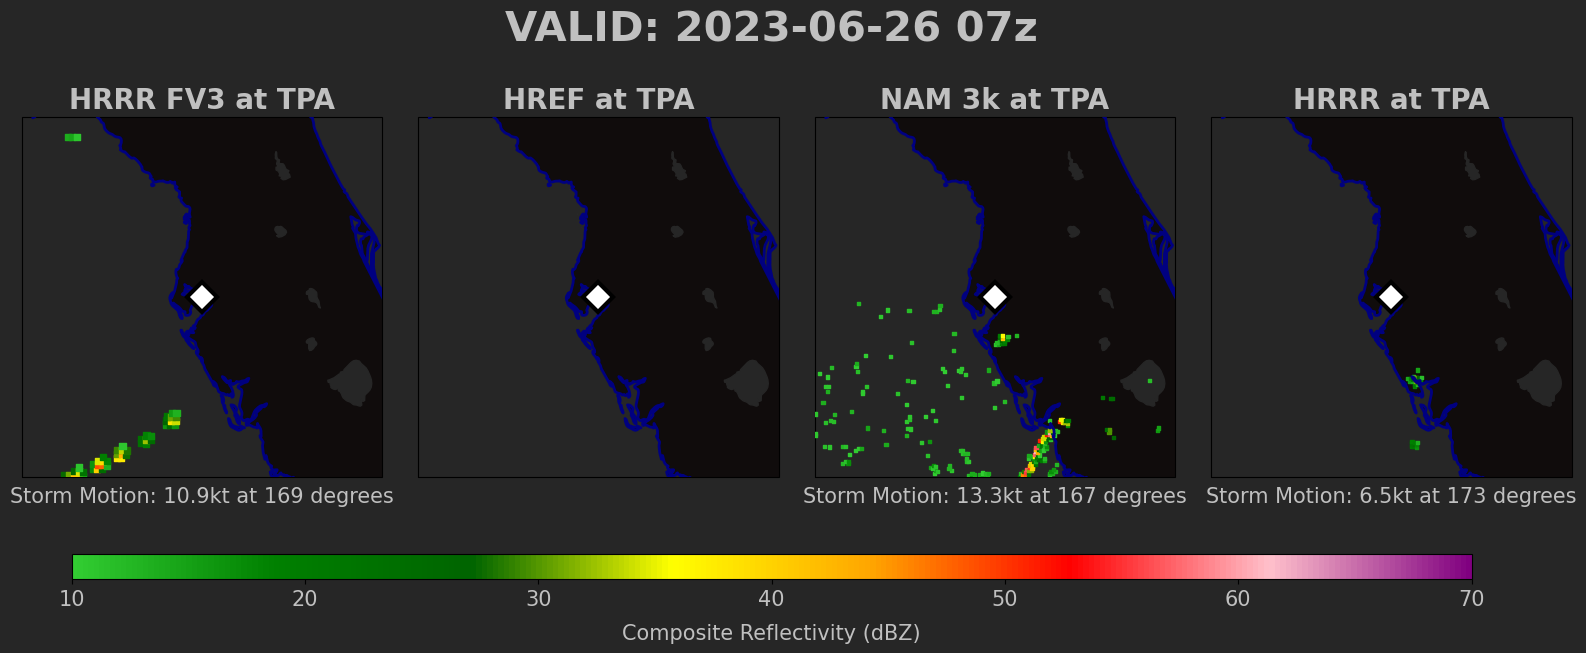 VALID: 2023-06-26 07z
HRRR FV3 at TPA
HREF at TPA
NAM 3k at TPA
HRRR at TPA
Storm Motion: 10.9kt at 169 degrees
Storm Motion: 13.3kt at 167 degrees
Storm Motion: 6.5kt at 173 degrees
10 20 30 40 50 60 70
Composite Reflectivity (dBZ)